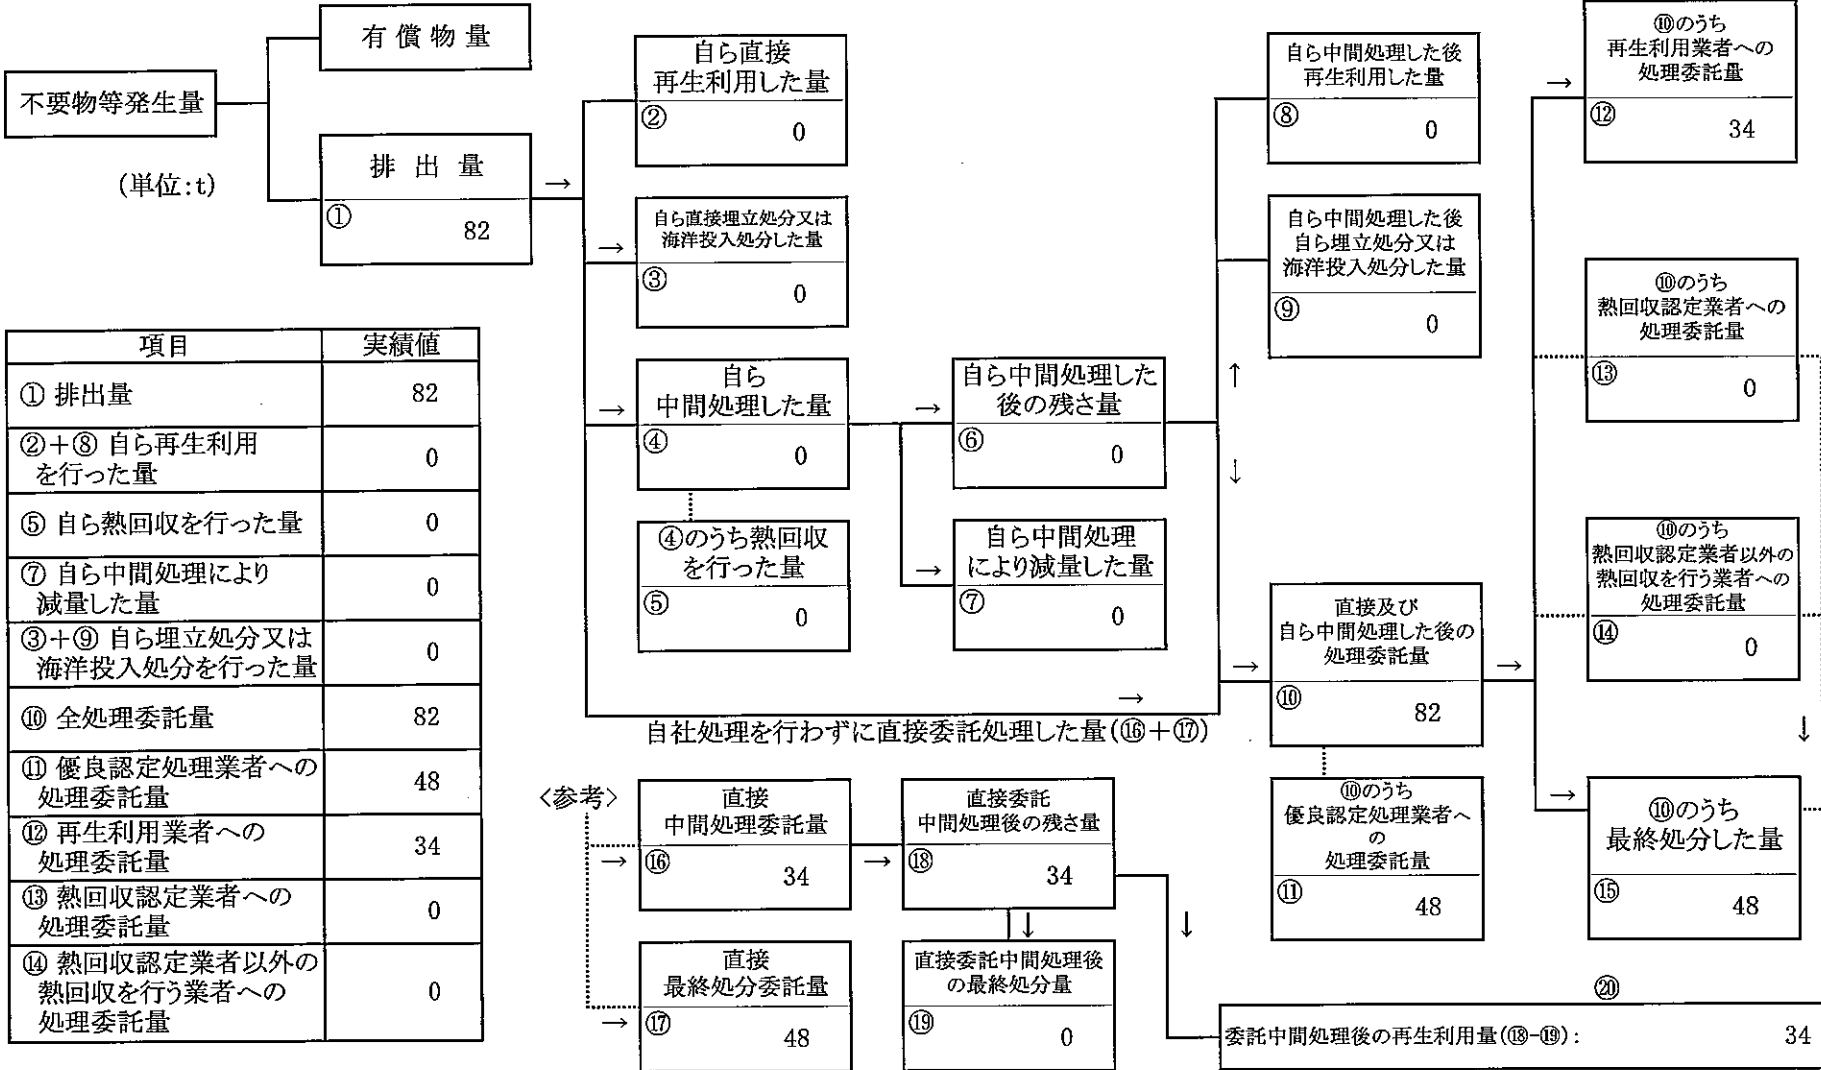 不要物等発生量
(単位:t)
有償物量
排出量
→
①
82
自ら直接
再生利用した量
②
0
→
自ら直接埋立処分又は
海洋投入処分した量
③
0
→
自ら
中間処理した量
④
0
④のうち熱回収
を行った量
⑤
0
→
自ら中間処理した
後の残さ量
⑥
0
→
自ら中間処理
により減量した量
⑦
0
自ら中間処理した後
再生利用した量
⑧
0
自ら中間処理した後
自ら埋立処分又は
海洋投入処分した量
⑨
0
↑
↓
→
自社処理を行わずに直接委託処理した量(⑯+⑰)
→
直接及び
自ら中間処理した後の
処理委託量
⑩
82
→
⑩のうち
優良認定処理業者へ
の
処理委託量
⑪
48
→
⑩のうち
再生利用業者への
処理委託量
⑫
34
⑩のうち
熱回収認定業者への
処理委託量
⑬
0
⑩のうち
熱回収認定業者以外の
熱回収を行う業者への
処理委託量
⑭
0
↓
→
⑩のうち
最終処分した量
⑮
48
項目 実績値
① 排出量 82
②+⑧ 自ら再生利用
を行った量 0
⑤ 自ら熱回収を行った量 0
⑦ 自ら中間処理により
減量した量 0
③+⑨ 自ら埋立処分又は
海洋投入処分を行った量 0
⑩ 全処理委託量 82
⑪ 優良認定処理業者への
処理委託量 48
⑫ 再生利用業者への
処理委託量 34
⑬ 熱回収認定業者への
処理委託量 0
⑭ 熱回収認定業者以外の
熱回収を行う業者への
処理委託量 0
<参考>
→
直接
中間処理委託量
⑯
34
→
直接
最終処分委託量
⑰
48
→
直接委託
中間処理後の残さ量
⑱
34
↓
直接委託中間処理後
の最終処分量
⑲
0
↓
⑳
委託中間処理後の再生利用量(⑱-⑲): 34